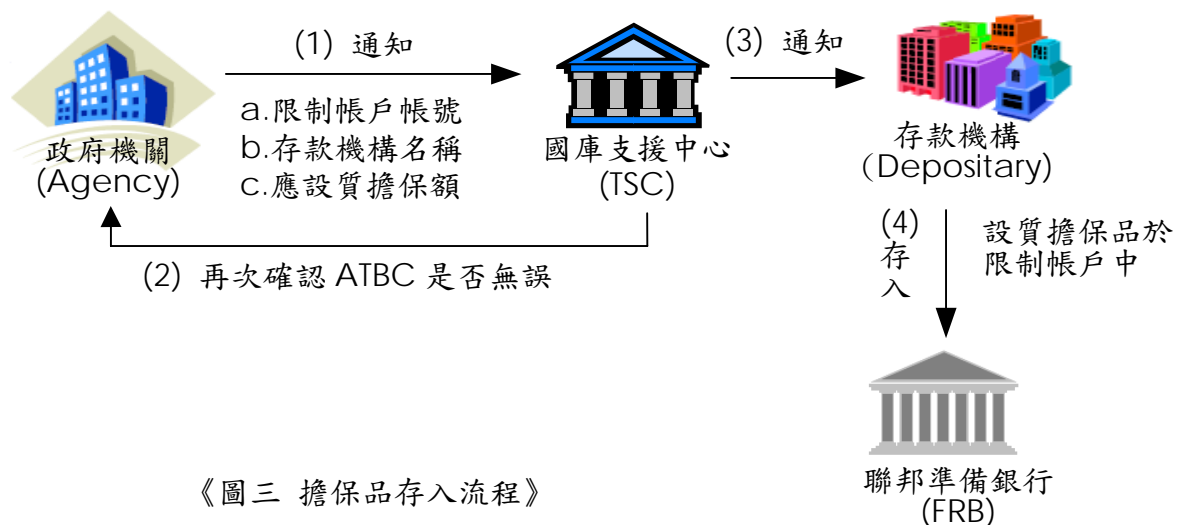 (1) 通知
a.限制帳戶帳號
b.存款機構名稱
c.應設質擔保額
政府機關
(Agency)
國庫支援中心
(TSC)
(3) 通知
存款機構
(Depositary)
(2) 再次確認 ATBC 是否無誤
(4)
存
入
設質擔保品於
限制帳戶中
聯邦準備銀行
(FRB)
《圖三 擔保品存入流程》